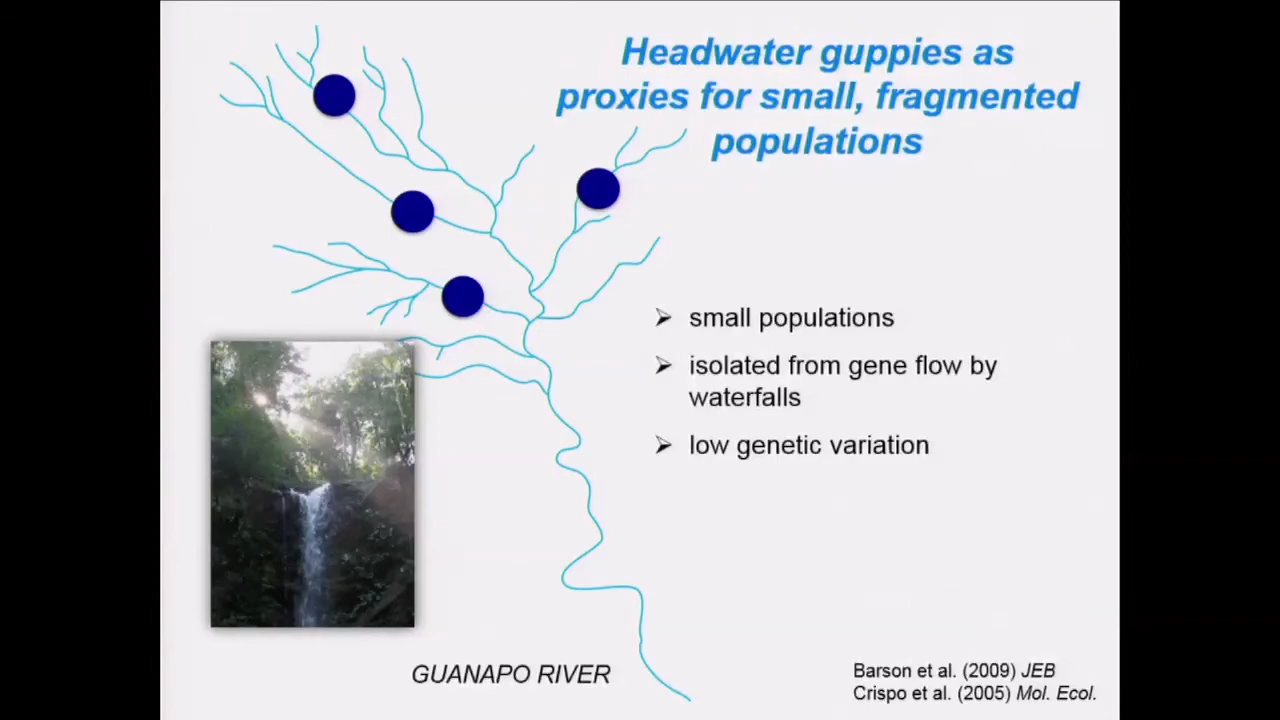 Headwater guppies as
proxies for small, fragmented
populations
➢ small populations
➢ isolated from gene flow by
waterfalls
➢ low genetic variation
GUANAPO RIVER
Barson et al. (2009) JEB
Crispo et al. (2005) Mol. Ecol.